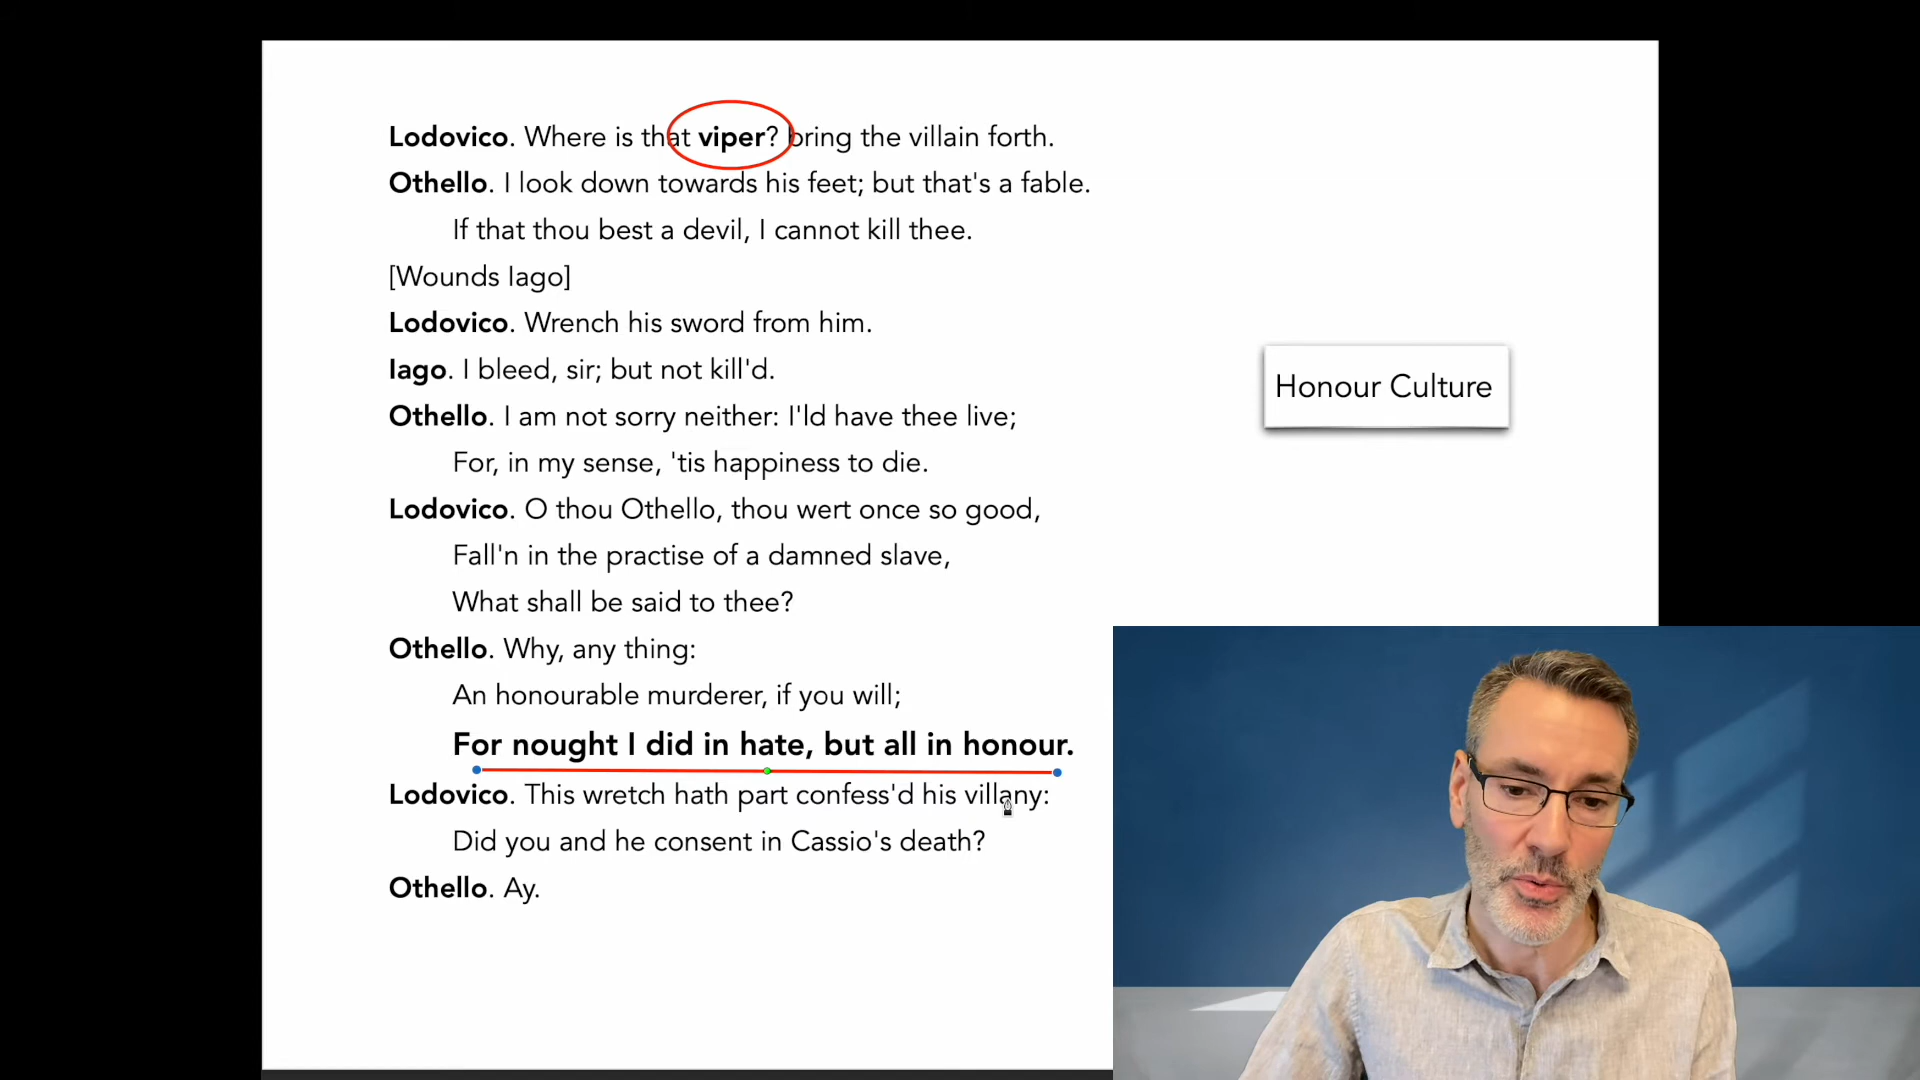 Lodovico. Where is that viper? bring the villain forth.
Othello. I look down towards his feet; but that's a fable.
If that thou best a devil, I cannot kill thee.
[Wounds Iago]
Lodovico. Wrench his sword from him.
Iago. I bleed, sir; but not kill'd.
Othello. I am not sorry neither: I'ld have thee live;
For, in my sense, 'tis happiness to die.
Lodovico. O thou Othello, thou wert once so good,
Fall'n in the practise of a damned slave,
What shall be said to thee?
Othello. Why, any thing:
An honourable murderer, if you will;
For nought I did in hate, but all in honour.
Lodovico. This wretch hath part confess'd his villany:
Did you and he consent in Cassio's death?
Othello. Ay.
Honour Culture